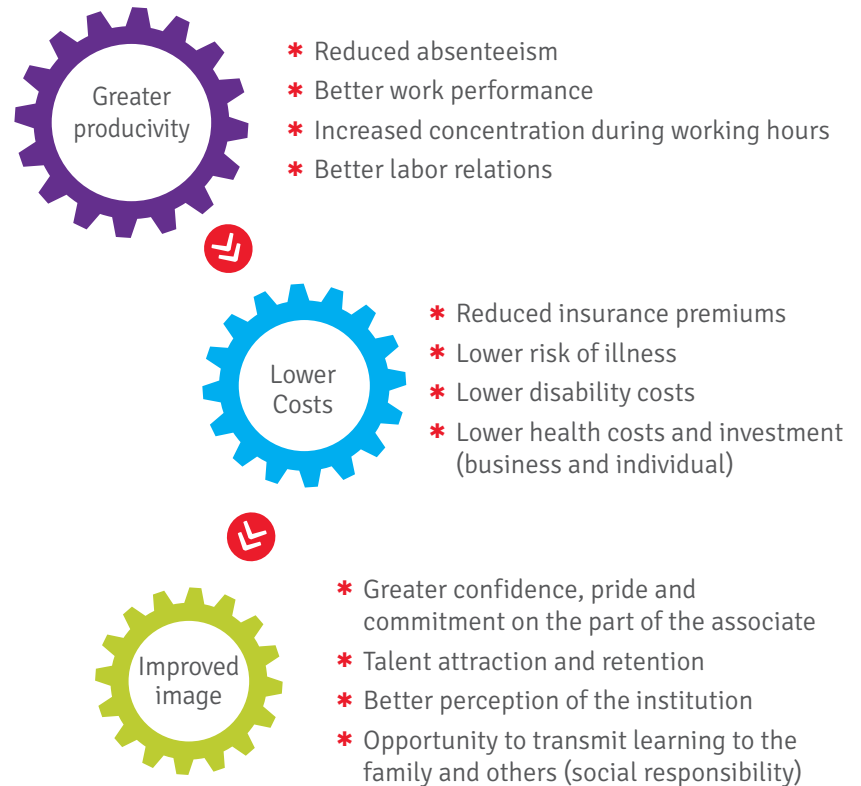 Greater
producivity
* Reduced absenteeism
* Better work performance
* Increased concentration during working hours
* Better labor relations
Lower
Costs
* Reduced insurance premiums
* Lower risk of illness
* Lower disability costs
* Lower health costs and investment
(business and individual)
Improved
image
* Greater confidence, pride and
commitment on the part of the associate
* Talent attraction and retention
* Better perception of the institution
* Opportunity to transmit learning to the
family and others (social responsibility)